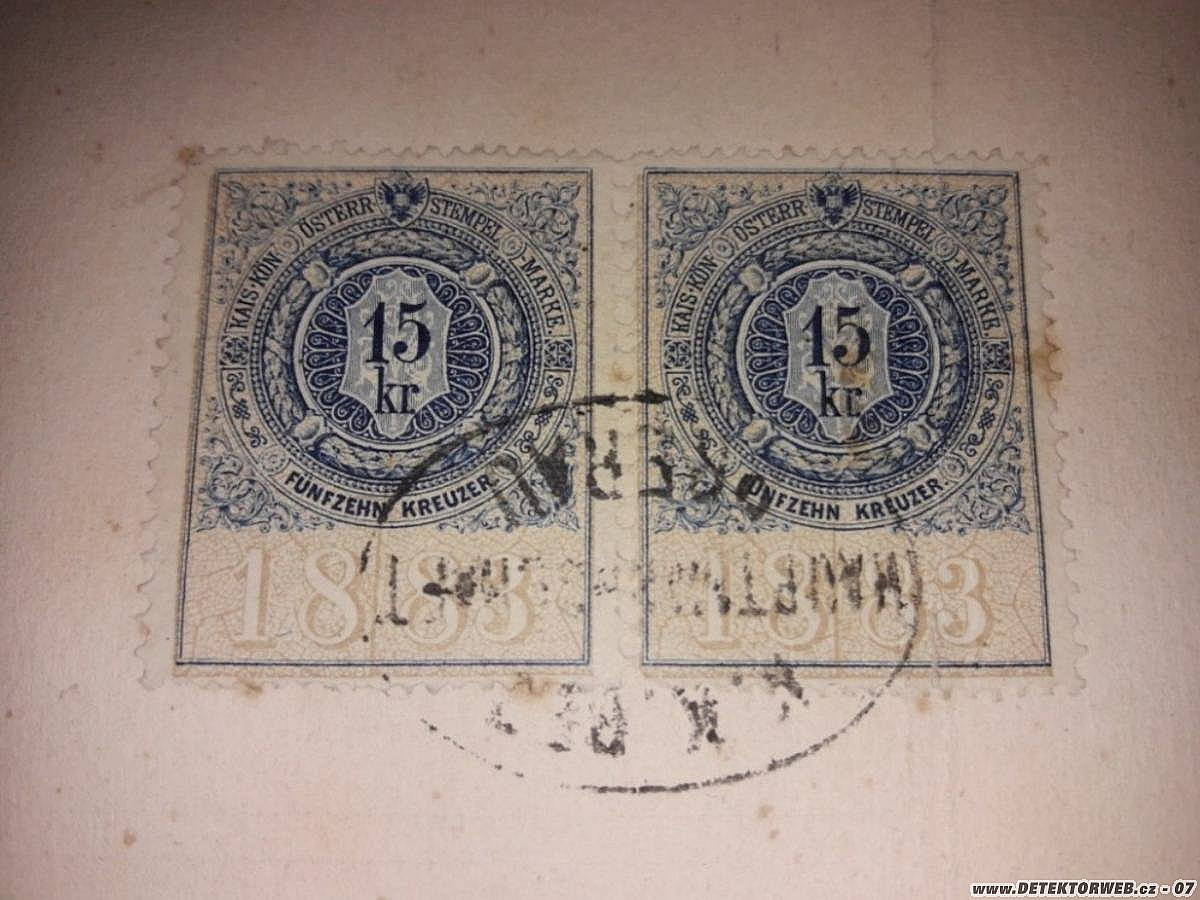 KAIS·KÖN ÖSTERR STEMPEL-MARKE
15
kr
FÜNFZEHN KREUZER
1883
KAIS·KÖN ÖSTERR STEMPEL-MARKE
15
kr
FÜNFZEHN KREUZER
1883
www.DETEKTORWEB.cz - 07